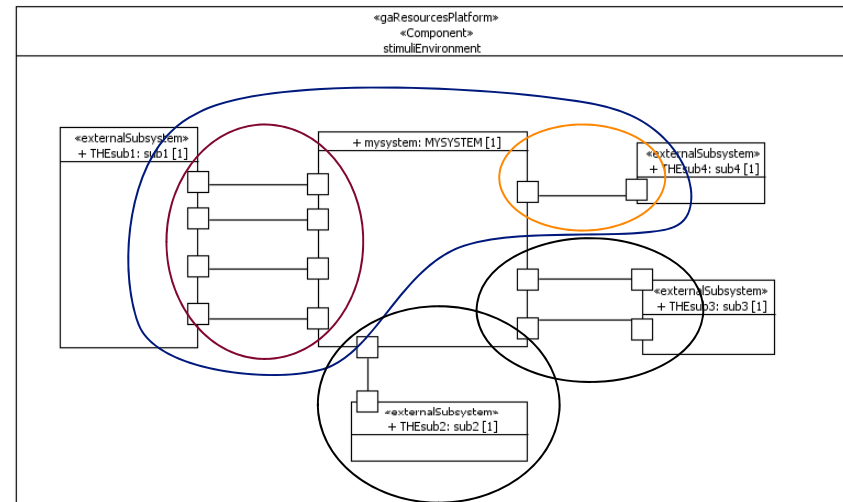 «gaResourcesPlatform»
«Component»
stimuliEnvironment
«externalSubsystem»
+ THEsub1: sub1 [1]
+ mysystem: MYSYSTEM [1]
«externalSubsystem»
+ THEsub4: sub4 [1]
«externalSubsystem»
+ THEsub3: sub3 [1]
«externalSubsystem»
+ THEsub2: sub2 [1]